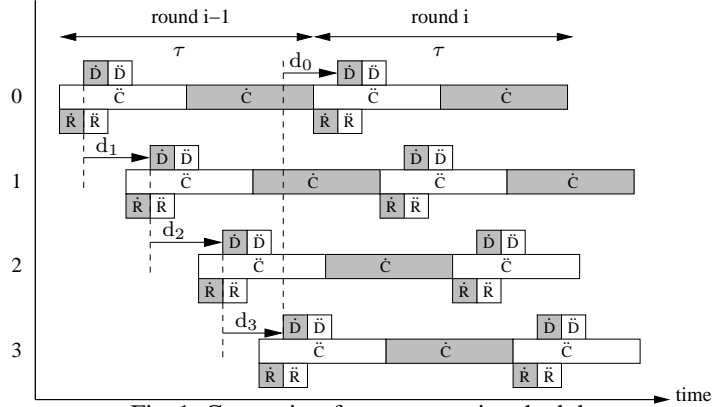 round i–1 round i
τ d₀ τ
Ḋ D̈ Ḋ D̈
0 C̈ Ċ C̈ Ċ
Ṙ R̈ Ṙ R̈
d₁ Ḋ D̈ Ḋ D̈
1 C̈ Ċ C̈ Ċ
Ṙ R̈ Ṙ R̈
d₂ Ḋ D̈ Ḋ D̈
2 C̈ Ċ C̈
Ṙ R̈ Ṙ R̈
d₃ Ḋ D̈ Ḋ D̈
3 C̈ Ċ C̈
Ṙ R̈ Ṙ R̈
time